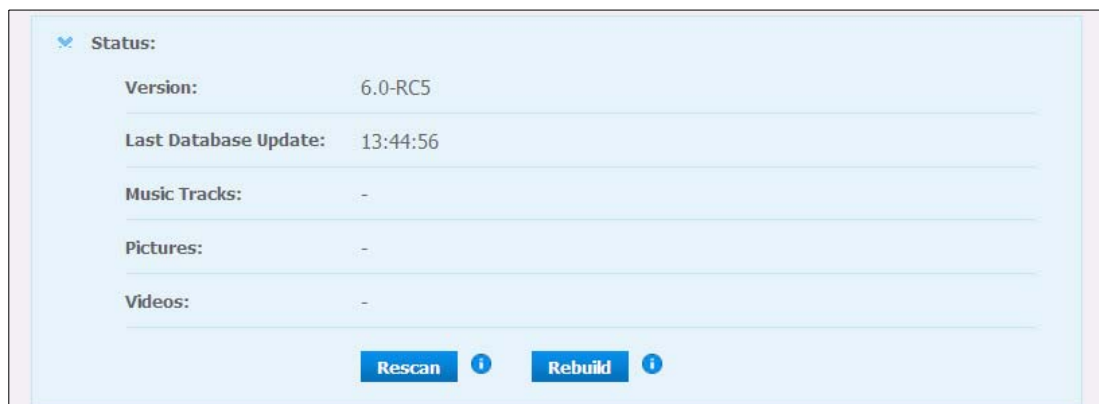 Status:
Version: 6.0-RC5
Last Database Update: 13:44:56
Music Tracks: -
Pictures: -
Videos: -
Rescan i Rebuild i